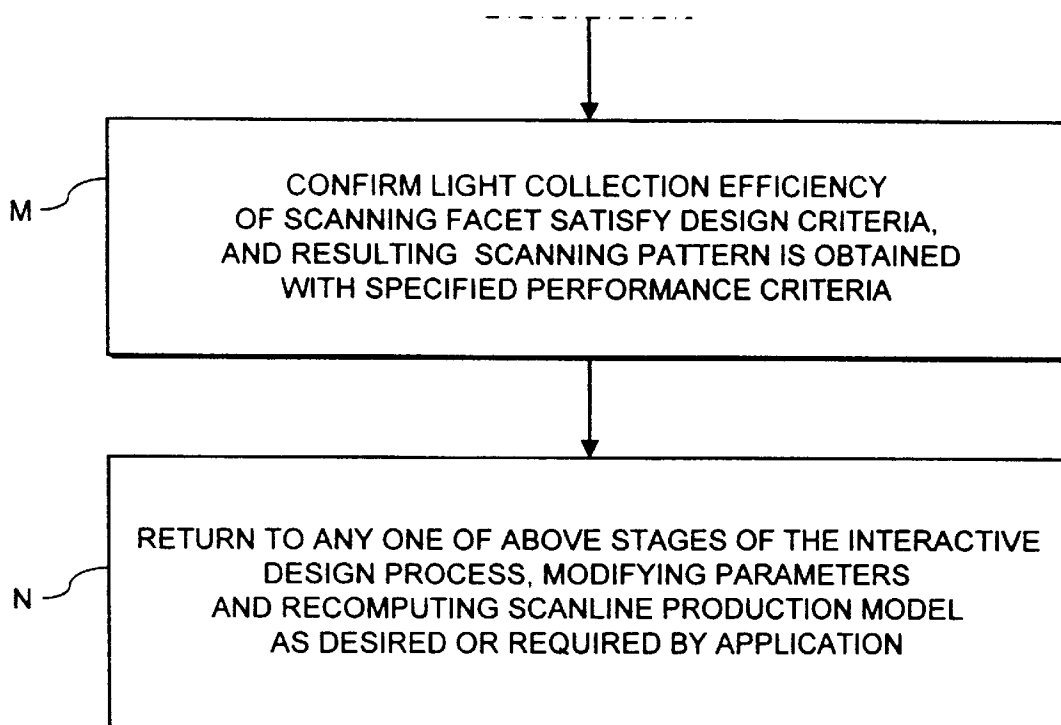 M
CONFIRM LIGHT COLLECTION EFFICIENCY
OF SCANNING FACET SATISFY DESIGN CRITERIA,
AND RESULTING SCANNING PATTERN IS OBTAINED
WITH SPECIFIED PERFORMANCE CRITERIA
N
RETURN TO ANY ONE OF ABOVE STAGES OF THE INTERACTIVE
DESIGN PROCESS, MODIFYING PARAMETERS
AND RECOMPUTING SCANLINE PRODUCTION MODEL
AS DESIRED OR REQUIRED BY APPLICATION